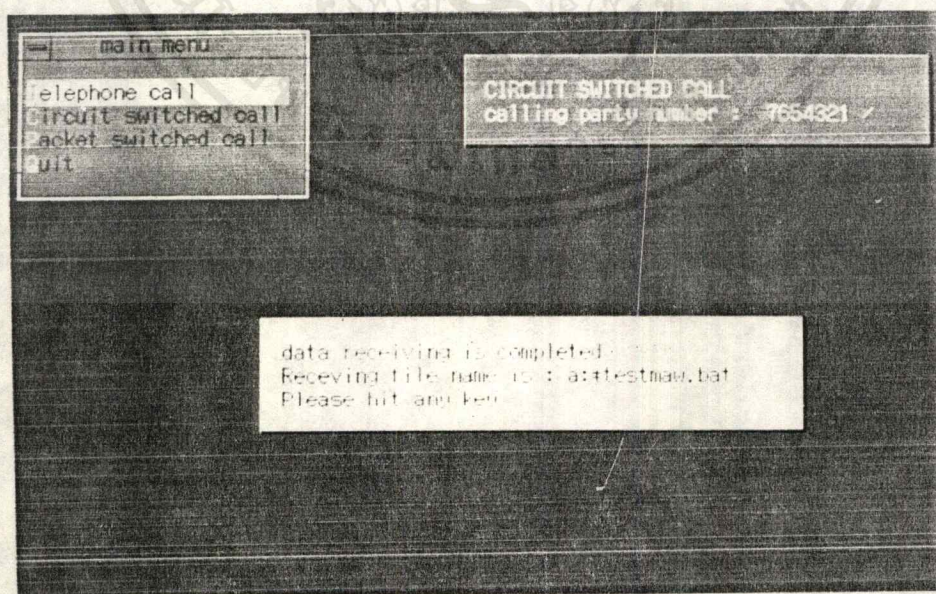 main menu
elephone call
ircuit switched call
acket switched call
uit
CIRCUIT SWITCHED CALL
calling party number : 7654321
data receiving is completed
Receving file name is : a:#testmaw.bat
Please hit any key